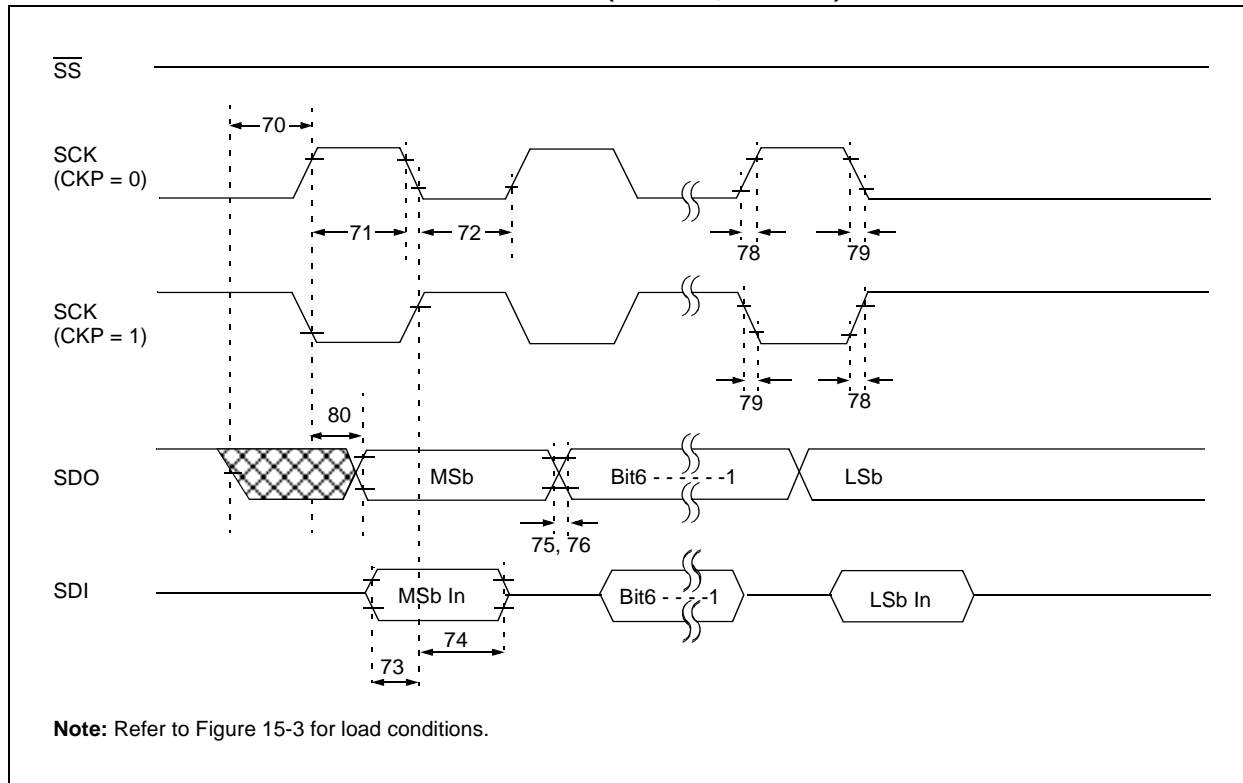 SS
70
SCK
(CKP = 0)
71
72
78
79
SCK
(CKP = 1)
79
78
80
SDO
MSb
Bit6 - - - - - -1
LSb
75, 76
SDI
MSb In
Bit6 - - - - -1
LSb In
74
73
Note: Refer to Figure 15-3 for load conditions.